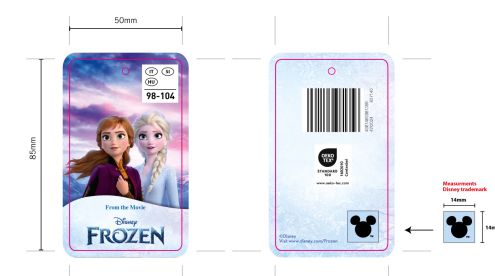 50mm
85mm
IT SI
HU
98-104
From the Movie
Disney
FROZEN
OEKO
TEX®
STANDARD
100
www.oeko-tex.com
©Disney
Visit www.disney.com/Frozen
Measurments
Disney trademark
14mm